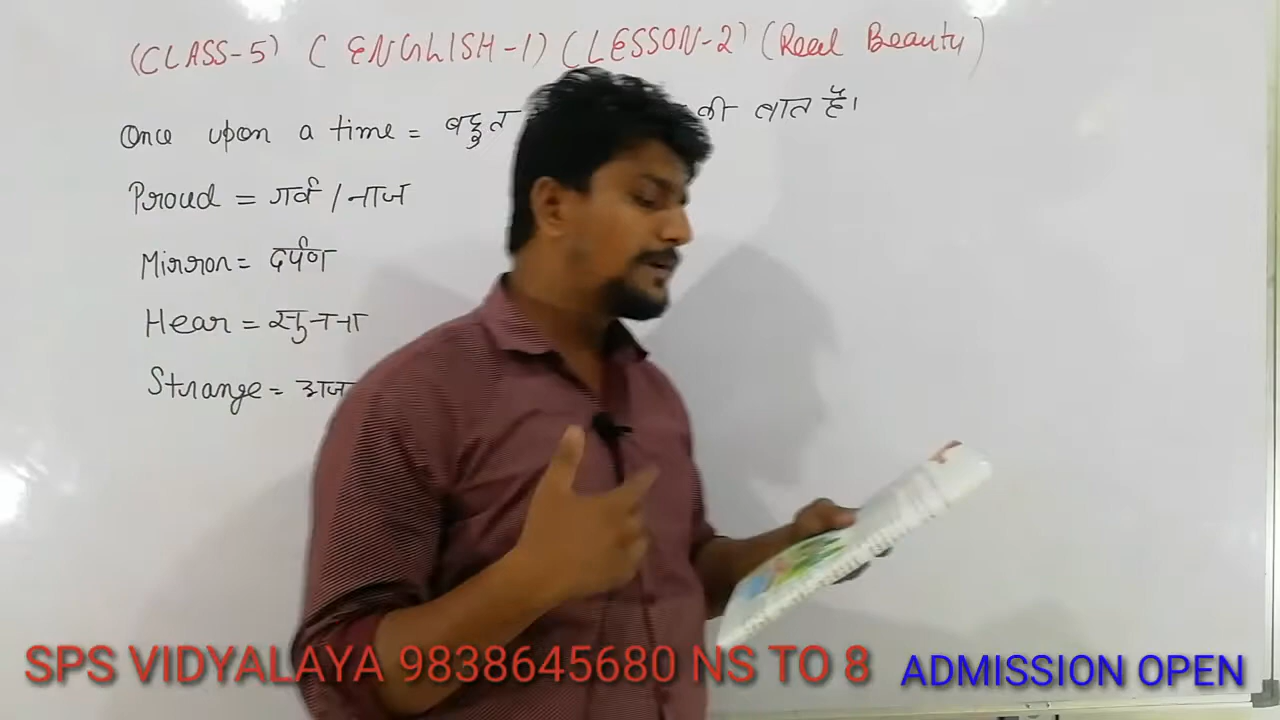 (CLASS-5) (ENGLISH-1) (LESSON-2) (Real Beauty)
Once upon a time = बहुत की बात है।
Proud = गर्व / नाज
Mirror = दर्पण
Hear = सुनना
Strange = अज
SPS VIDYALAYA 9838645680 NS TO 8 ADMISSION OPEN